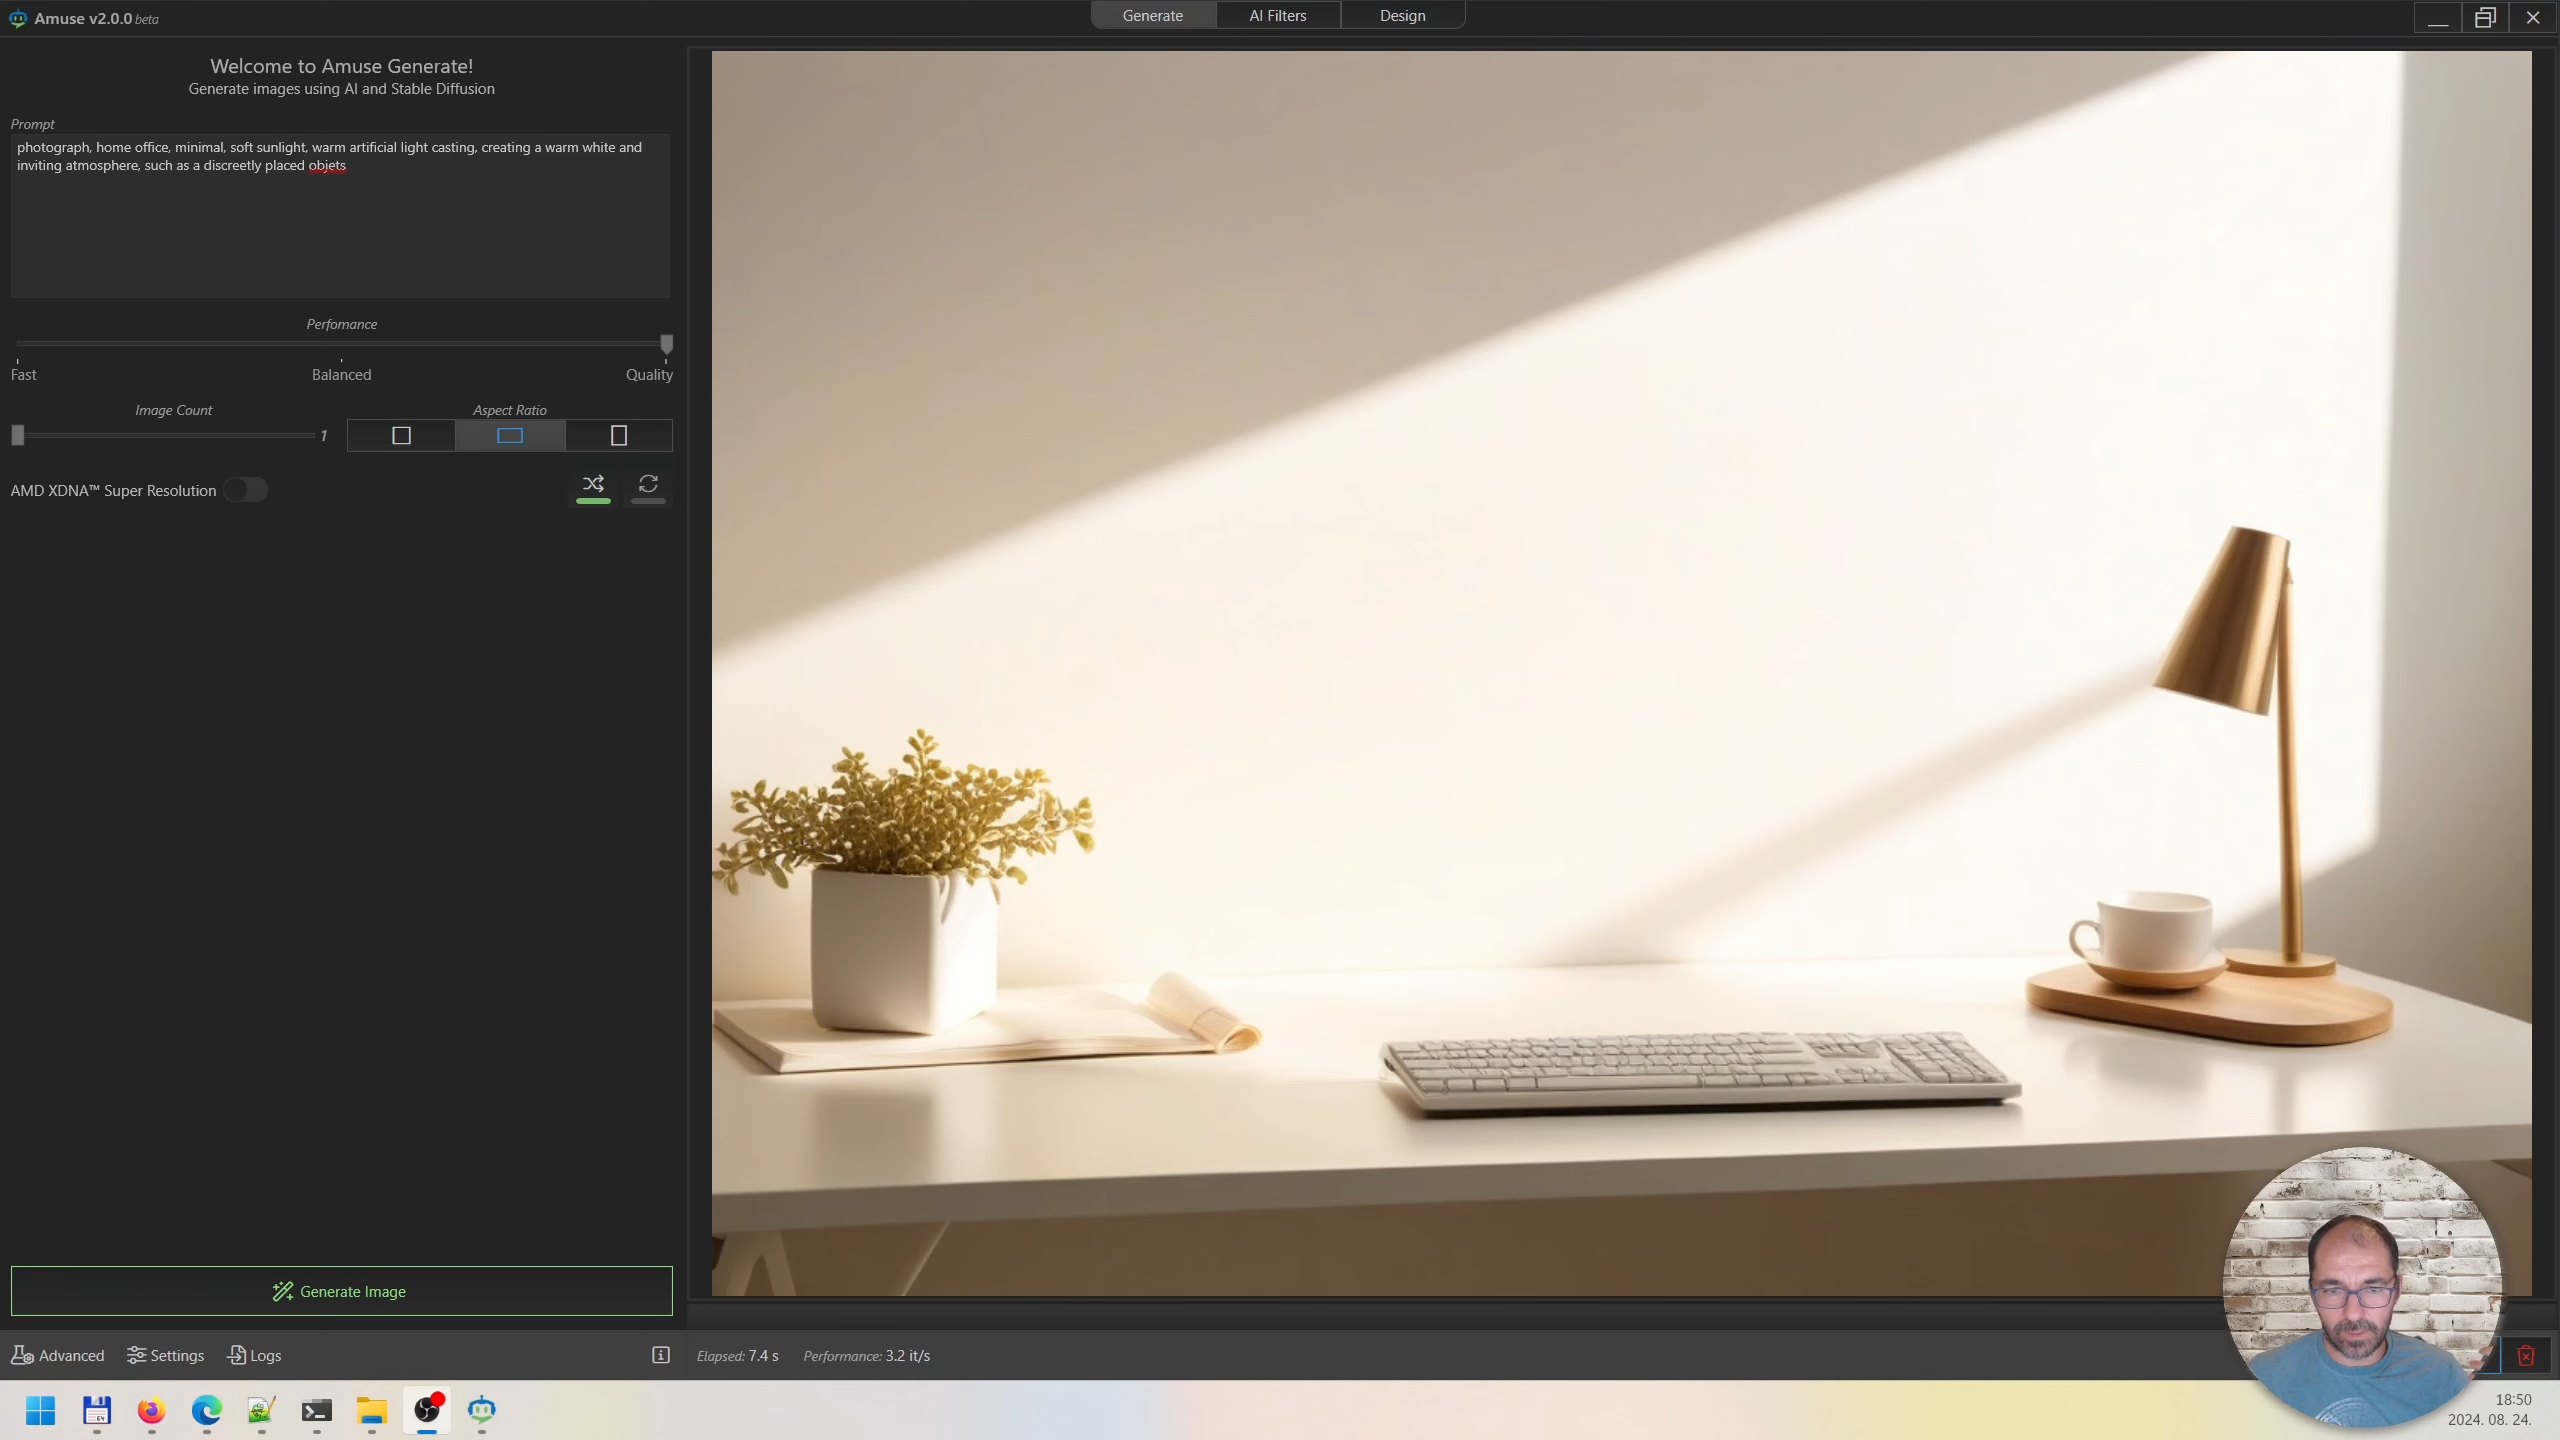 Amuse v2.0.0 beta
Generate
AI Filters
Design
Welcome to Amuse Generate!
Generate images using AI and Stable Diffusion
Prompt
photograph, home office, minimal, soft sunlight, warm artificial light casting, creating a warm white and
inviting atmosphere, such as a discreetly placed objets
Perfomance
Fast
Balanced
Quality
Image Count
Aspect Ratio
1
AMD XDNA™ Super Resolution
Generate Image
Advanced
Settings
Logs
Elapsed: 7.4 s
Performance: 3.2 it/s
18:50
2024. 08. 24.